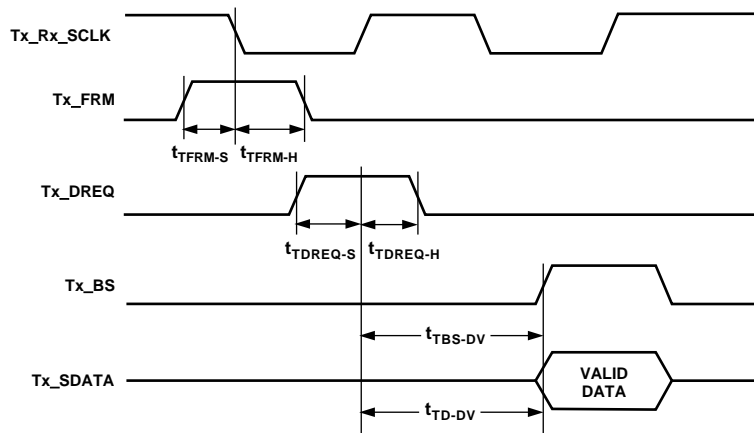 Tx_Rx_SCLK
Tx_FRM
tTFRM-S
tTFRM-H
Tx_DREQ
tTDREQ-S
tTDREQ-H
Tx_BS
tTBS-DV
Tx_SDATA
VALID
DATA
tTD-DV